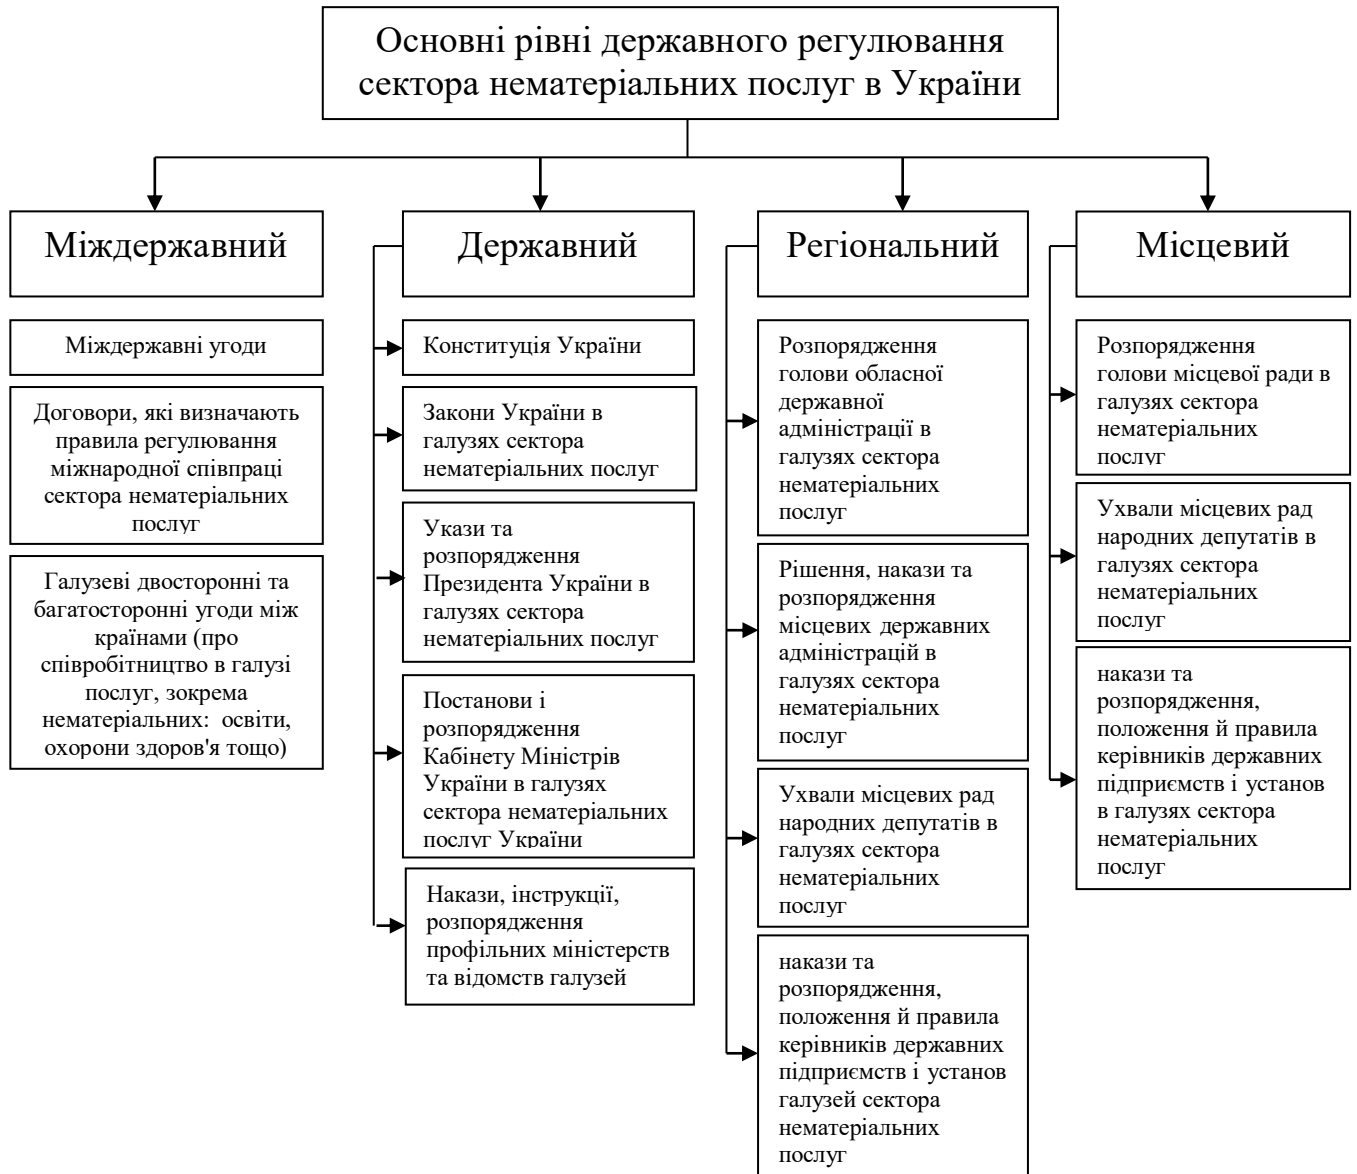 Основні рівні державного регулювання
сектора нематеріальних послуг в України
Міждержавний
Міждержавні угоди
Договори, які визначають
правила регулювання
міжнародної співпраці
сектора нематеріальних
послуг
Галузеві двосторонні та
багатосторонні угоди між
країнами (про
співробітництво в галузі
послуг, зокрема
нематеріальних: освіти,
охорони здоров'я тощо)
Державний
Конституція України
Закони України в
галузях сектора
нематеріальних послуг
Укази та
розпорядження
Президента України в
галузях сектора
нематеріальних послуг
Постанови і
розпорядження
Кабінету Міністрів
України в галузях
сектора нематеріальних
послуг України
Накази, інструкції,
розпорядження
профільних міністерств
та відомств галузей
Регіональний
Розпорядження
голови обласної
державної
адміністрації в
галузях сектора
нематеріальних
послуг
Рішення, накази та
розпорядження
місцевих державних
адміністрацій в
галузях сектора
нематеріальних
послуг
Ухвали місцевих рад
народних депутатів в
галузях сектора
нематеріальних
послуг
накази та
розпорядження,
положення й правила
керівників державних
підприємств і установ
галузей сектора
нематеріальних
послуг
Місцевий
Розпорядження
голови місцевої ради в
галузях сектора
нематеріальних
послуг
Ухвали місцевих рад
народних депутатів в
галузях сектора
нематеріальних
послуг
накази та
розпорядження,
положення й правила
керівників державних
підприємств і установ
в галузях сектора
нематеріальних
послуг